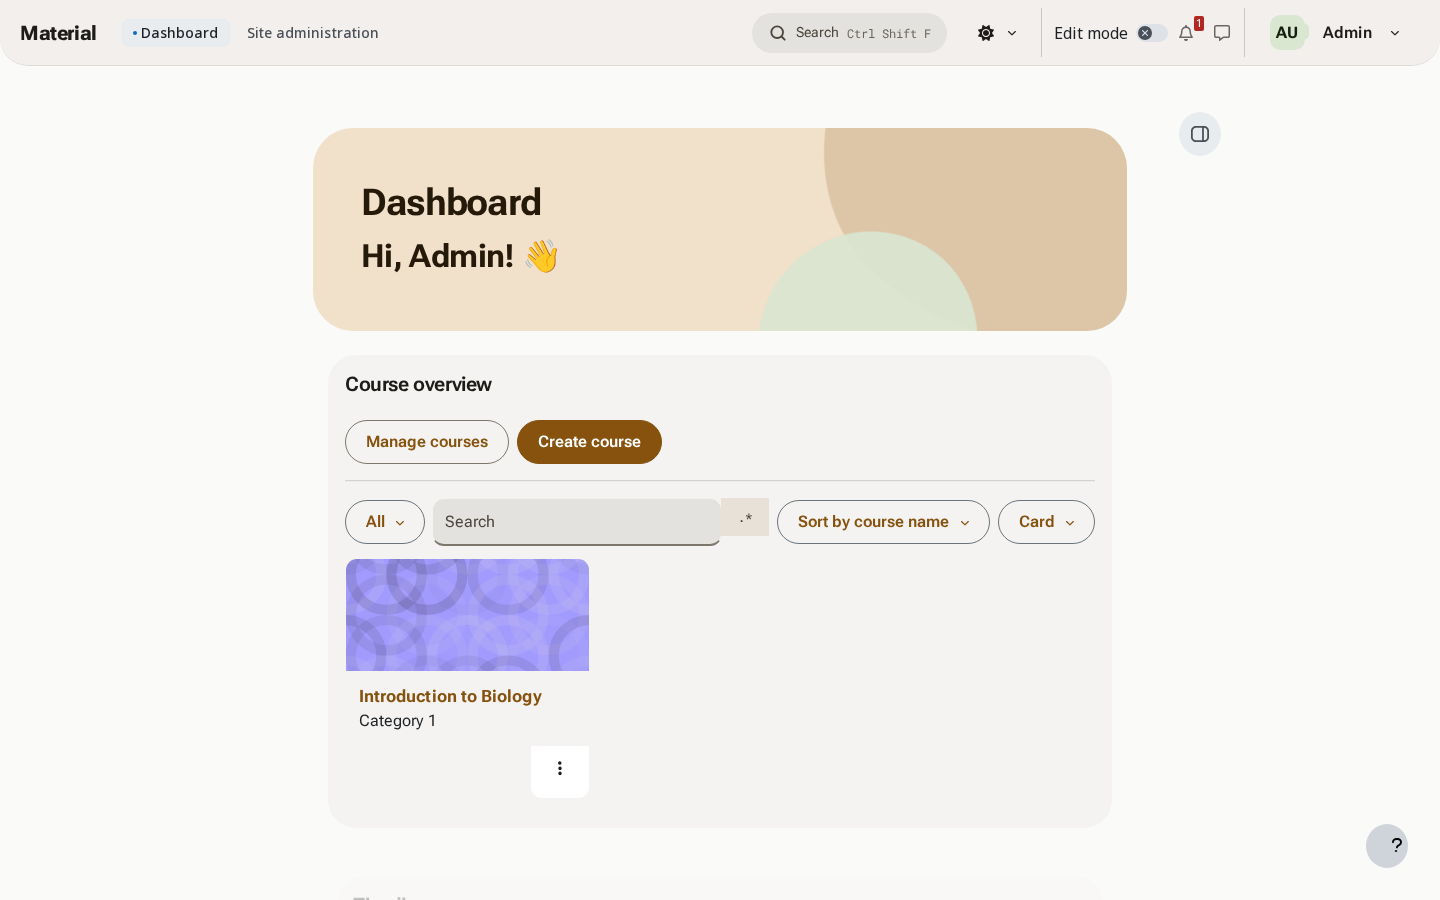 Material
Dashboard
Site administration
Search Ctrl Shift F
Edit mode
1
AU
Admin
Dashboard
Hi, Admin! 👋
Course overview
Manage courses
Create course
All
Search
.*
Sort by course name
Card
Introduction to Biology
Category 1
?